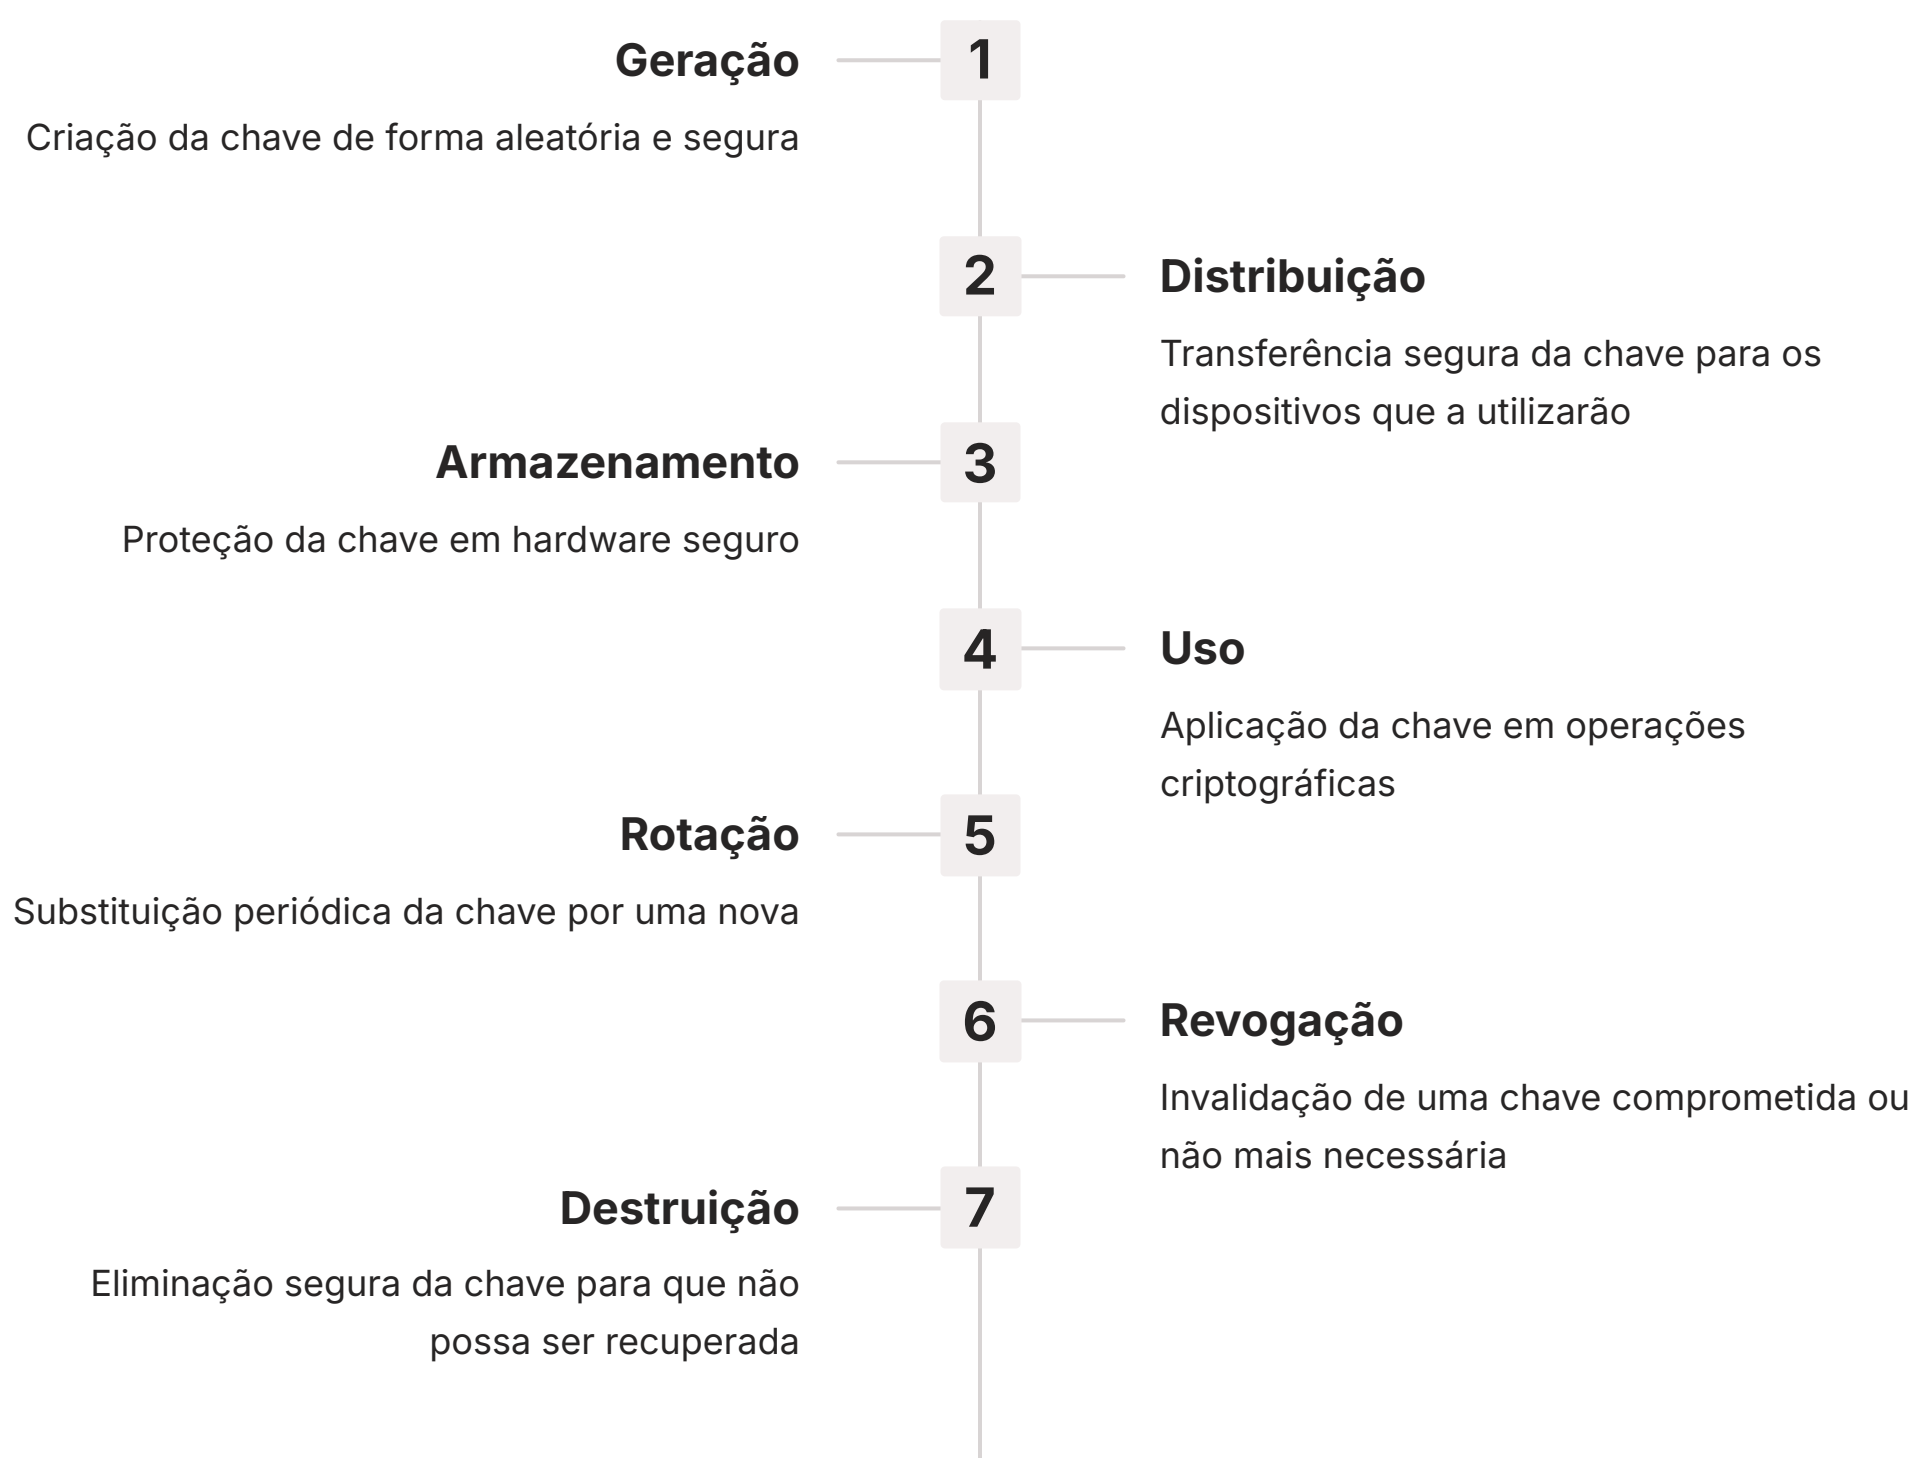 1
Geração
Criação da chave de forma aleatória e segura
2
Distribuição
Transferência segura da chave para os
dispositivos que a utilizarão
3
Armazenamento
Proteção da chave em hardware seguro
4
Uso
Aplicação da chave em operações
criptográficas
5
Rotação
Substituição periódica da chave por uma nova
6
Revogação
Invalidação de uma chave comprometida ou
não mais necessária
7
Destruição
Eliminação segura da chave para que não
possa ser recuperada